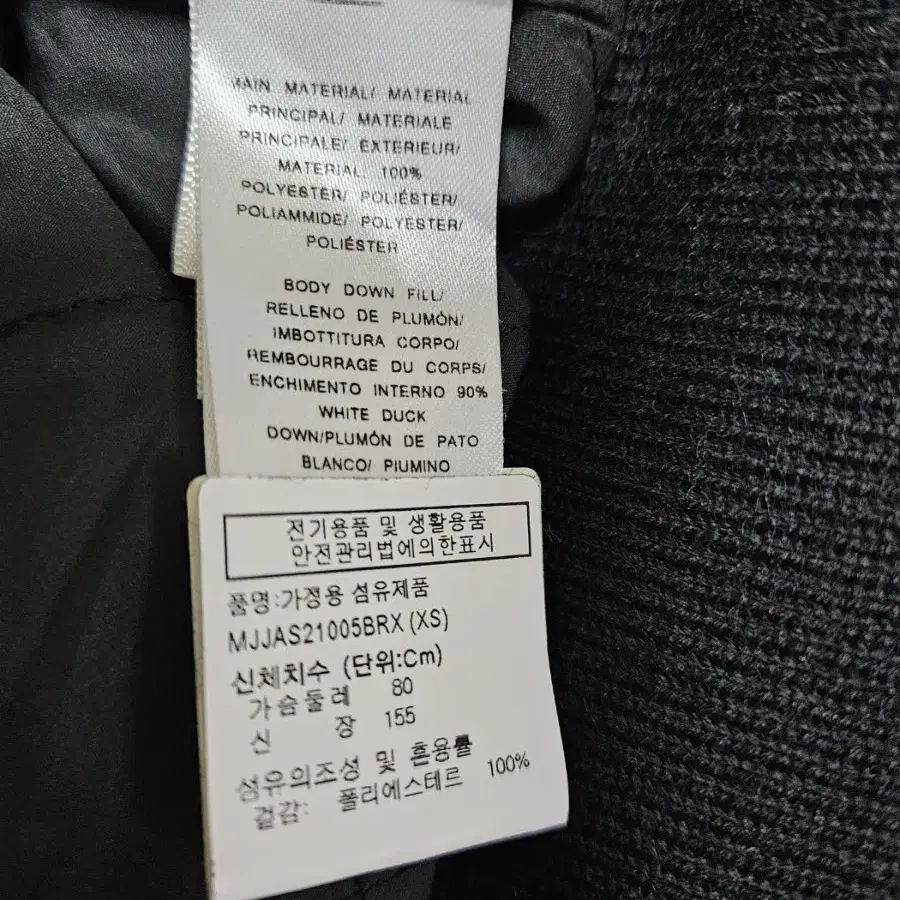 MAIN MATERIAL/ MATERIAL
PRINCIPAL/ MATERIALE
PRINCIPALE/ EXTERIEUR/
MATERIAL 100%
POLYESTER/ POLIÉSTER/
POLIAMMIDE/ POLYESTER/
POLIÉSTER
BODY DOWN FILL/
RELLENO DE PLUMÓN/
IMBOTTITURA CORPO/
REMBOURRAGE DU CORPS/
ENCHIMENTO INTERNO 90%
WHITE DUCK
DOWN/PLUMÓN DE PATO
BLANCO/ PIUMINO
전기용품 및 생활용품
안전관리법에의한표시
품명:가정용 섬유제품
MJJAS21005BRX (XS)
신체치수 (단위:Cm)
가슴둘레 80
신 장 155
섬유의조성 및 혼용률
겉감: 폴리에스테르 100%